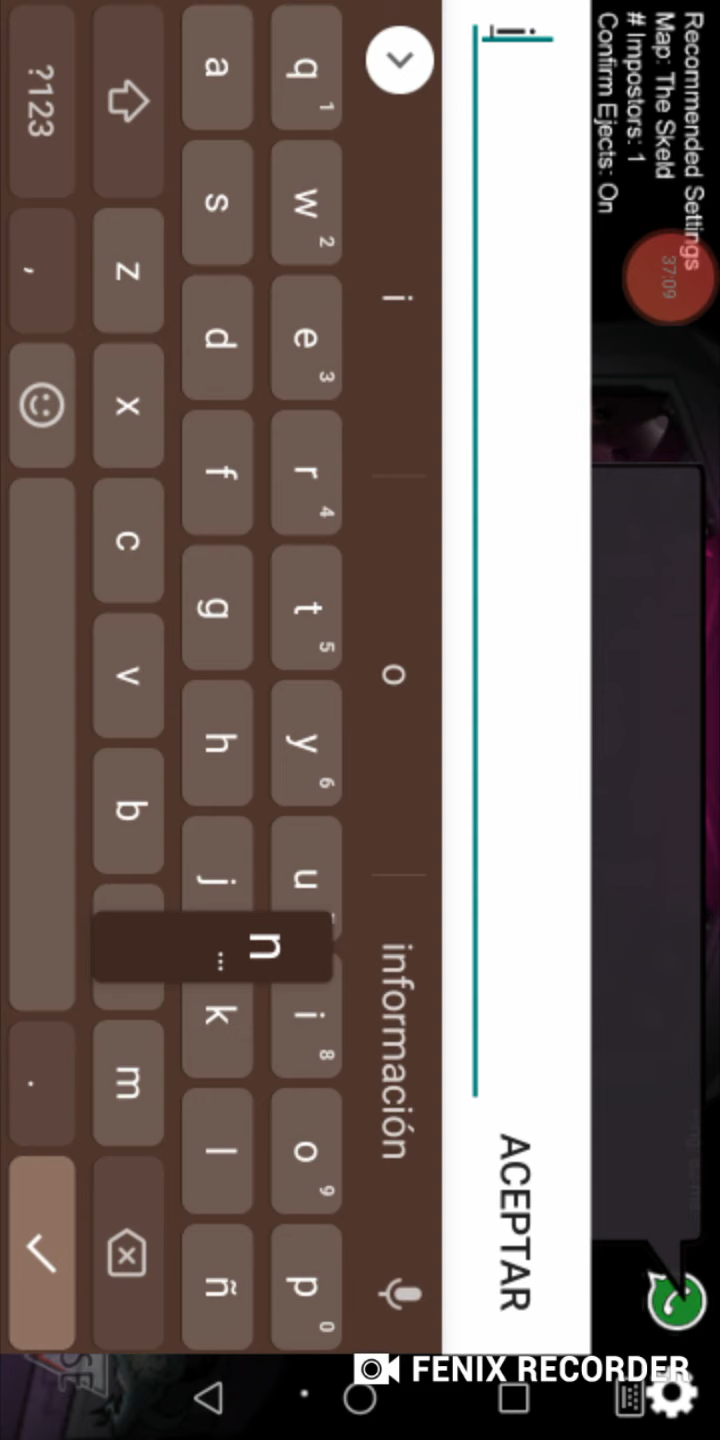 Recommended Settings
Map: The Skeld
# Impostors: 1
Confirm Ejects: On
37:09
i
ACEPTAR
i
o
información
q 1
w 2
e 3
r 4
t 5
y 6
u
i 8
o 9
p 0
a
s
d
f
g
h
j
k
l
ñ
z
x
c
v
b
n
...
m
?123
,
.
FENIX RECORDER